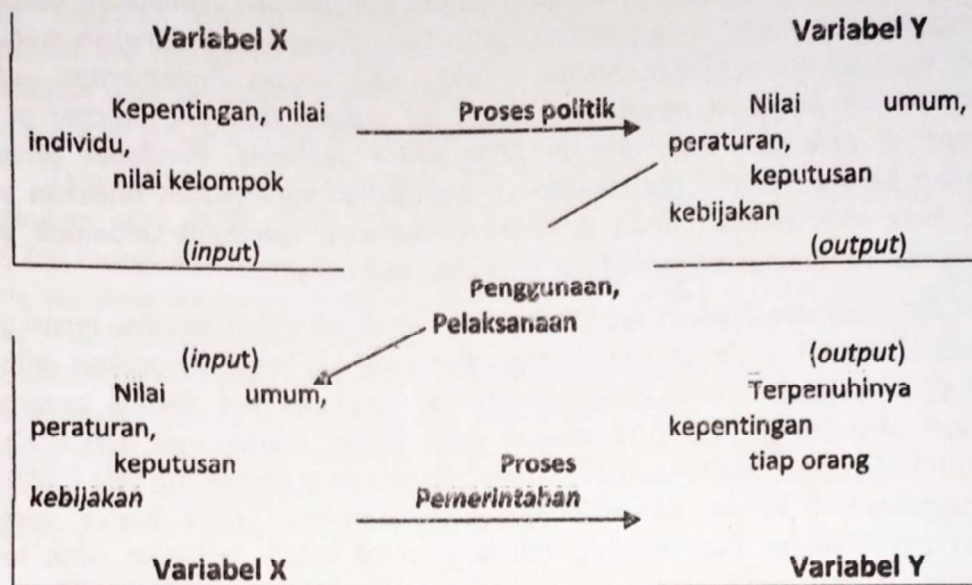 Variabel X
Variabel Y
Kepentingan, nilai
individu,
nilai kelompok
(input)
Proses politik
Nilai umum,
peraturan,
keputusan
kebijakan
(output)
Penggunaan,
Pelaksanaan
(input)
Nilai umum,
peraturan,
keputusan
kebijakan
Proses
Pemerintahan
(output)
Terpenuhinya
kepentingan
tiap orang
Variabel X
Variabel Y